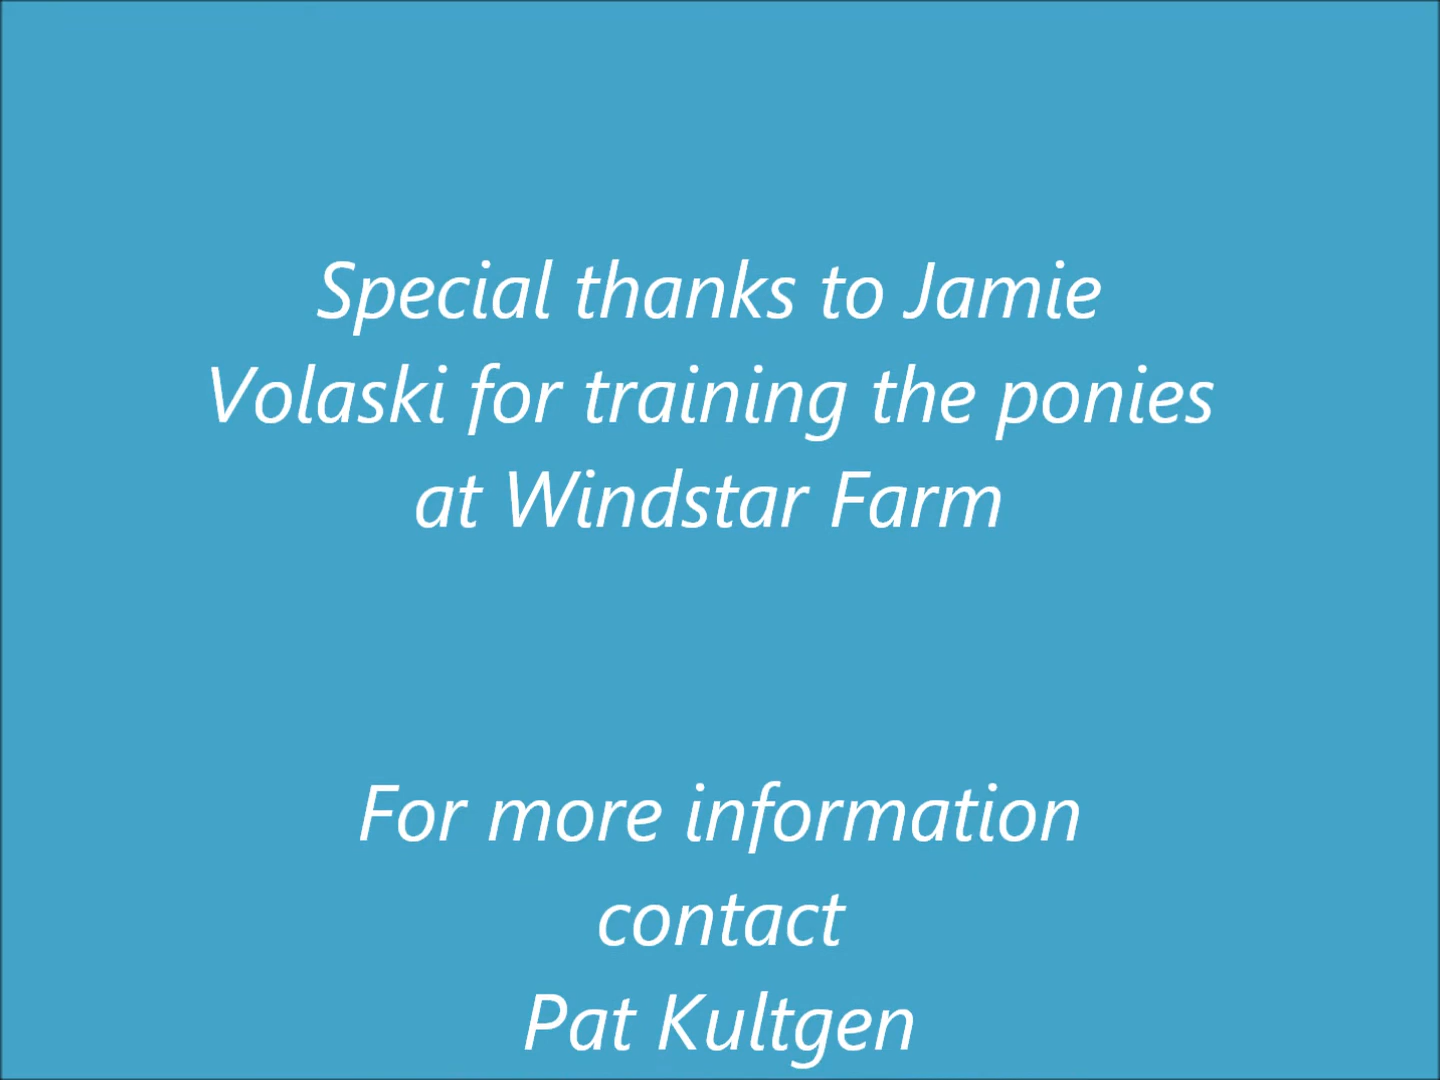 Special thanks to Jamie
Volaski for training the ponies
at Windstar Farm
For more information
contact
Pat Kultgen